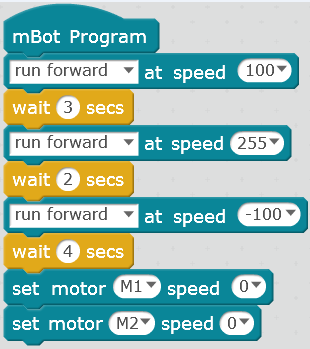 mBot Program
run forward at speed 100
wait 3 secs
run forward at speed 255
wait 2 secs
run forward at speed -100
wait 4 secs
set motor M1 speed 0
set motor M2 speed 0